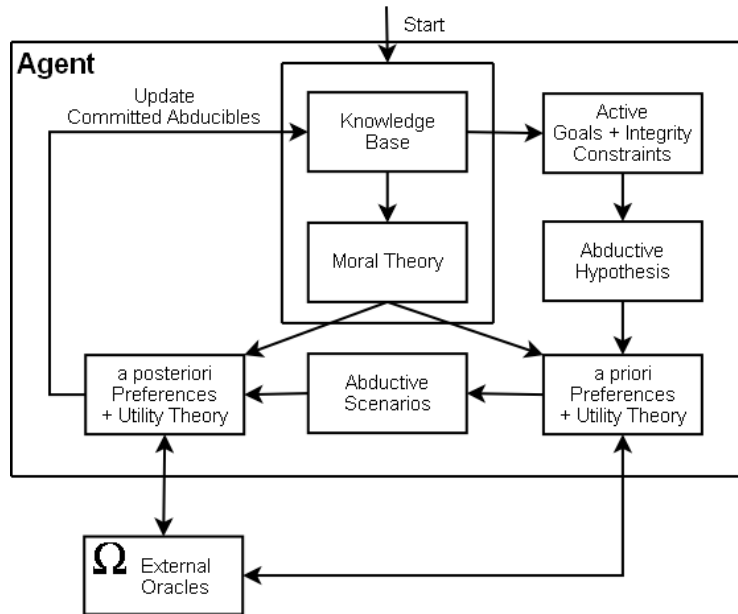 Start
Agent
Update
Committed Abducibles
Knowledge
Base
Active
Goals + Integrity
Constraints
Moral Theory
Abductive
Hypothesis
a posteriori
Preferences
+ Utility Theory
Abductive
Scenarios
a priori
Preferences
+ Utility Theory
Ω
External
Oracles